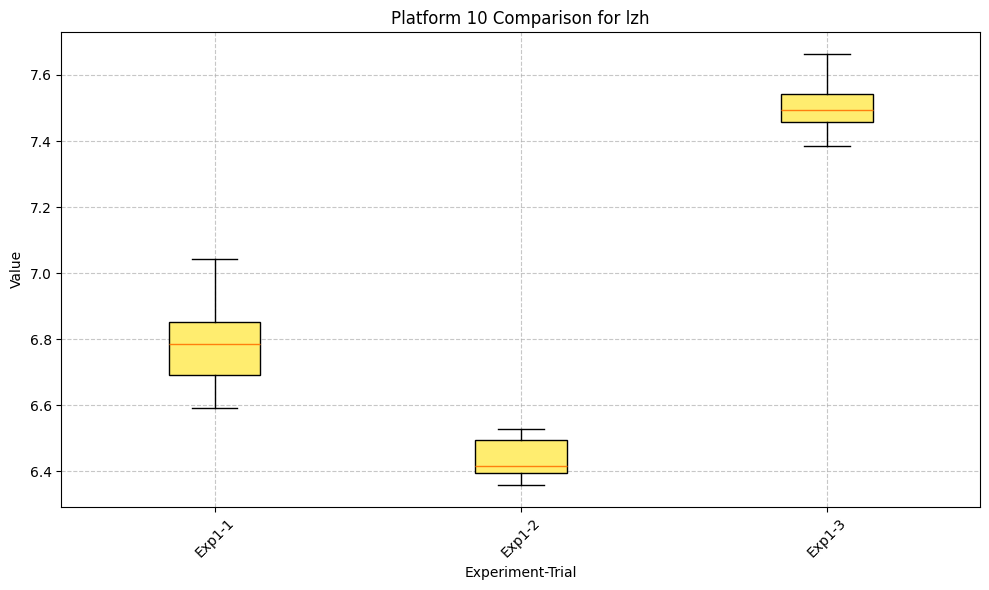 Platform 10 Comparison for lzh
Value
7.6
7.4
7.2
7.0
6.8
6.6
6.4
Exp1-1
Exp1-2
Exp1-3
Experiment-Trial